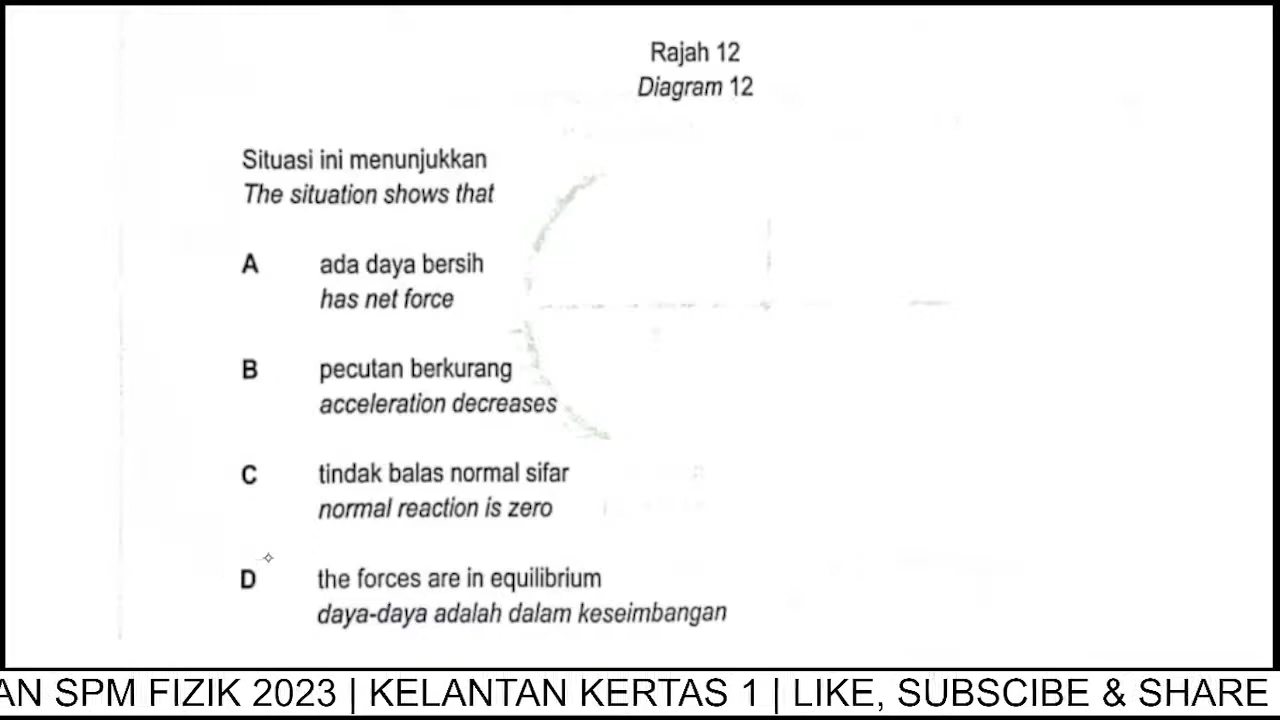 Rajah 12
Diagram 12
Situasi ini menunjukkan
The situation shows that
A ada daya bersih
has net force
B pecutan berkurang
acceleration decreases
C tindak balas normal sifar
normal reaction is zero
D the forces are in equilibrium
daya-daya adalah dalam keseimbangan
AN SPM FIZIK 2023 | KELANTAN KERTAS 1 | LIKE, SUBSCIBE & SHARE